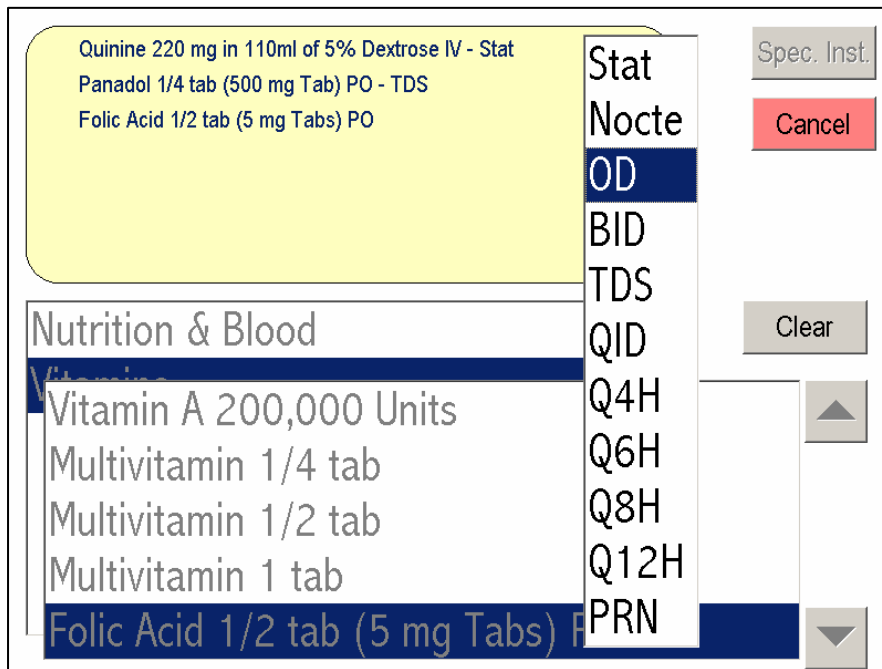 Quinine 220 mg in 110ml of 5% Dextrose IV - Stat
Panadol 1/4 tab (500 mg Tab) PO - TDS
Folic Acid 1/2 tab (5 mg Tabs) PO
Stat
Nocte
OD
BID
TDS
QID
Q4H
Q6H
Q8H
Q12H
PRN
Spec. Inst.
Cancel
Clear
Nutrition & Blood
Vitamins
Vitamin A 200,000 Units
Multivitamin 1/4 tab
Multivitamin 1/2 tab
Multivitamin 1 tab
Folic Acid 1/2 tab (5 mg Tabs)